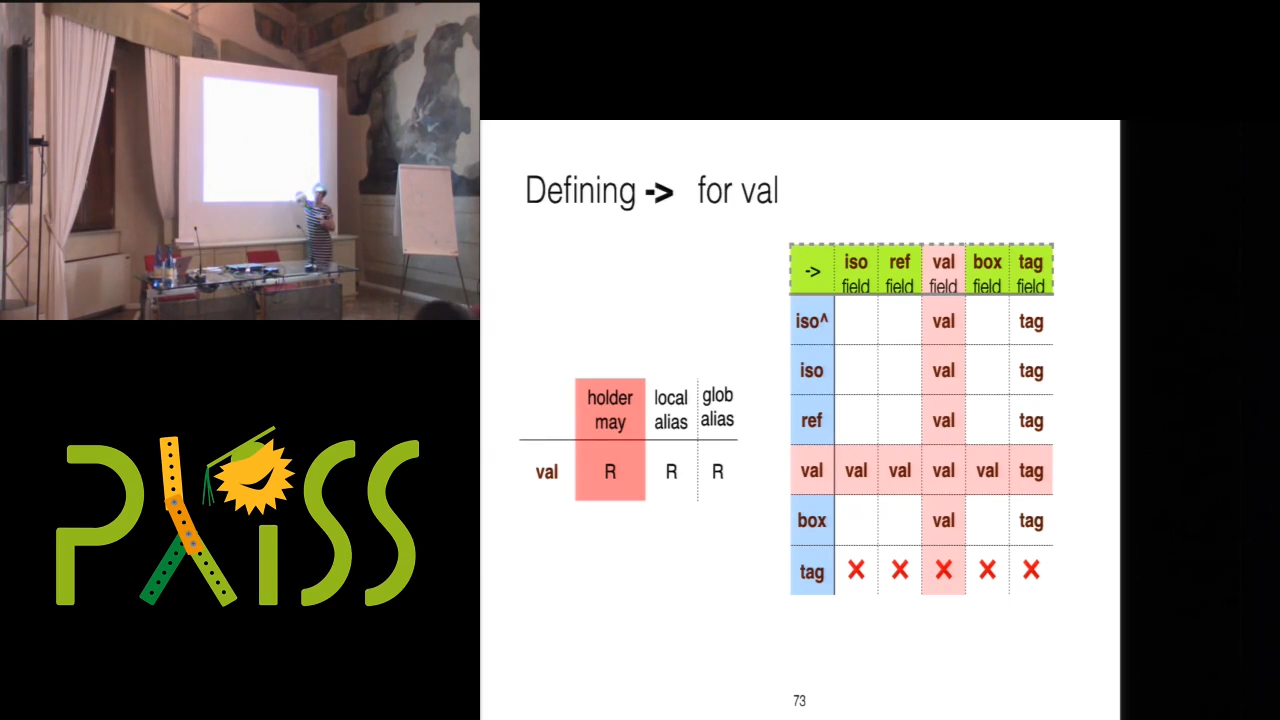 Defining -> for val
-> iso field ref field val field box field tag field
iso^ val tag
iso val tag
ref val tag
val val val val val tag
box val tag
tag ✕ ✕ ✕ ✕ ✕
holder may local alias glob alias
val R R R
PLISS
73